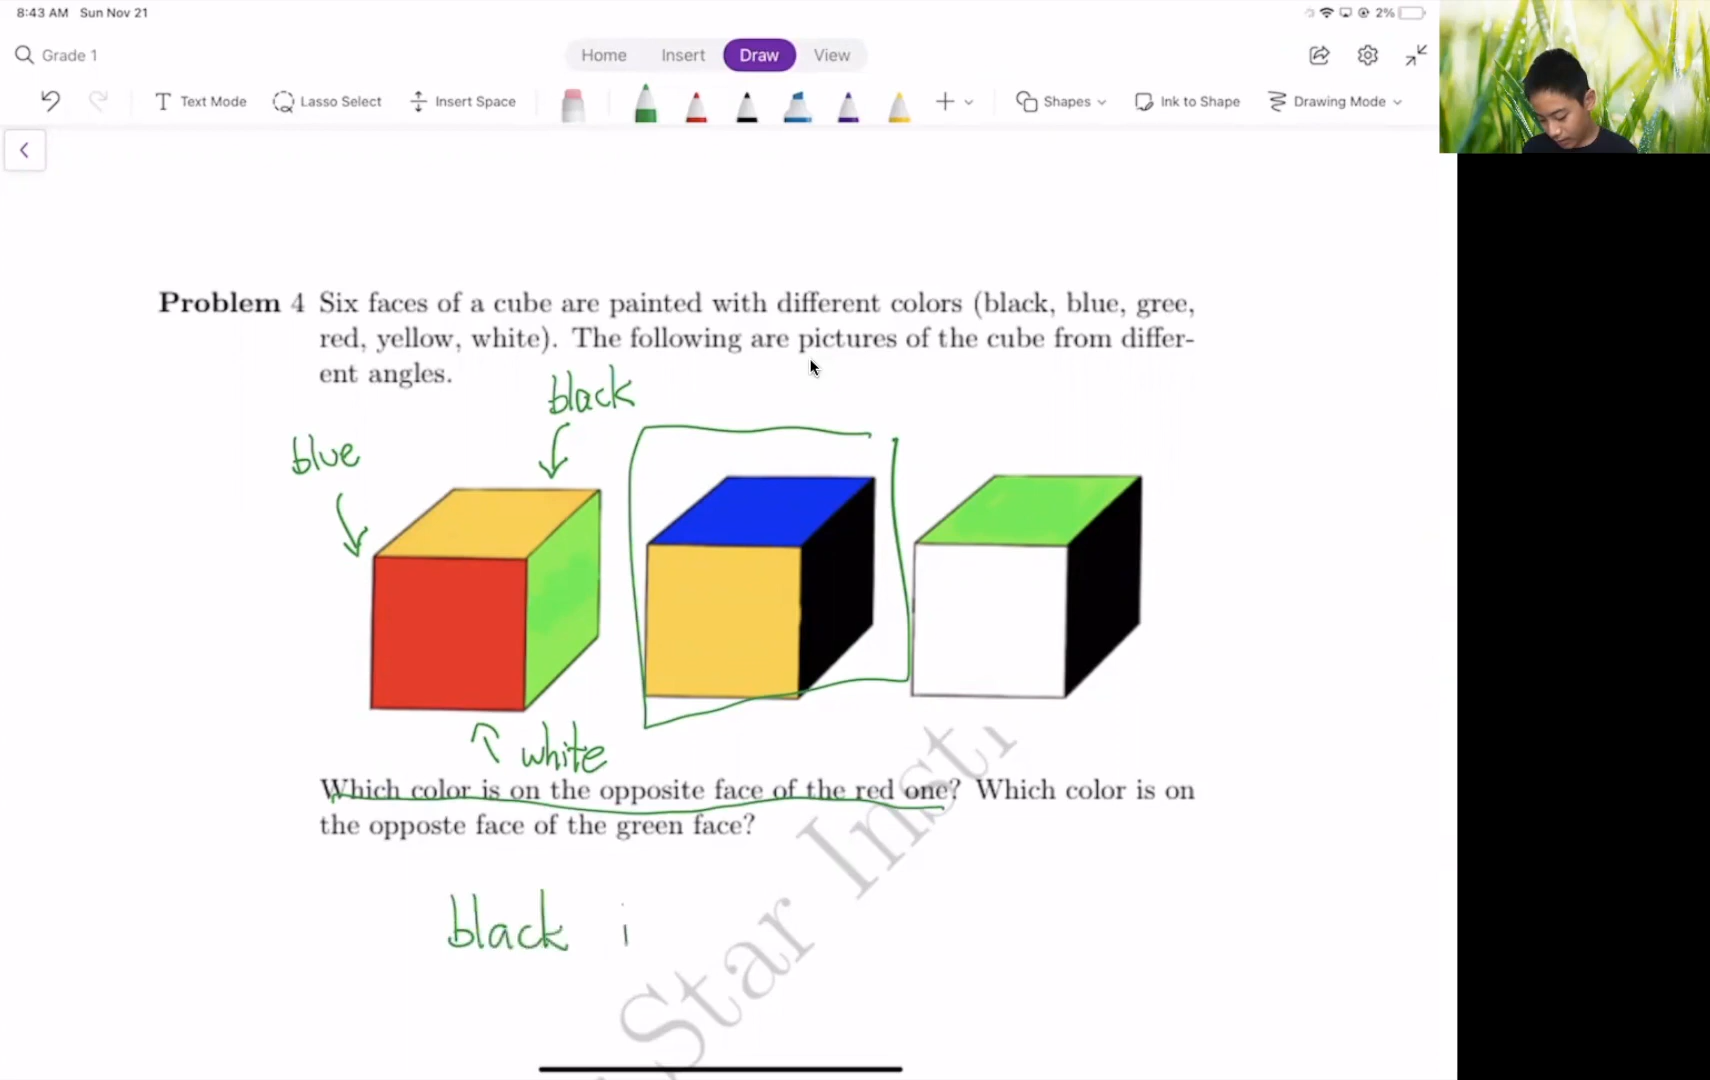 8:43 AM Sun Nov 21
2%
Grade 1
Home Insert Draw View
Text Mode Lasso Select Insert Space Shapes Ink to Shape Drawing Mode
Problem 4 Six faces of a cube are painted with different colors (black, blue, gree,
red, yellow, white). The following are pictures of the cube from differ-
ent angles.
black
blue
white
Which color is on the opposite face of the red one? Which color is on
the opposte face of the green face?
black i
Star Insti